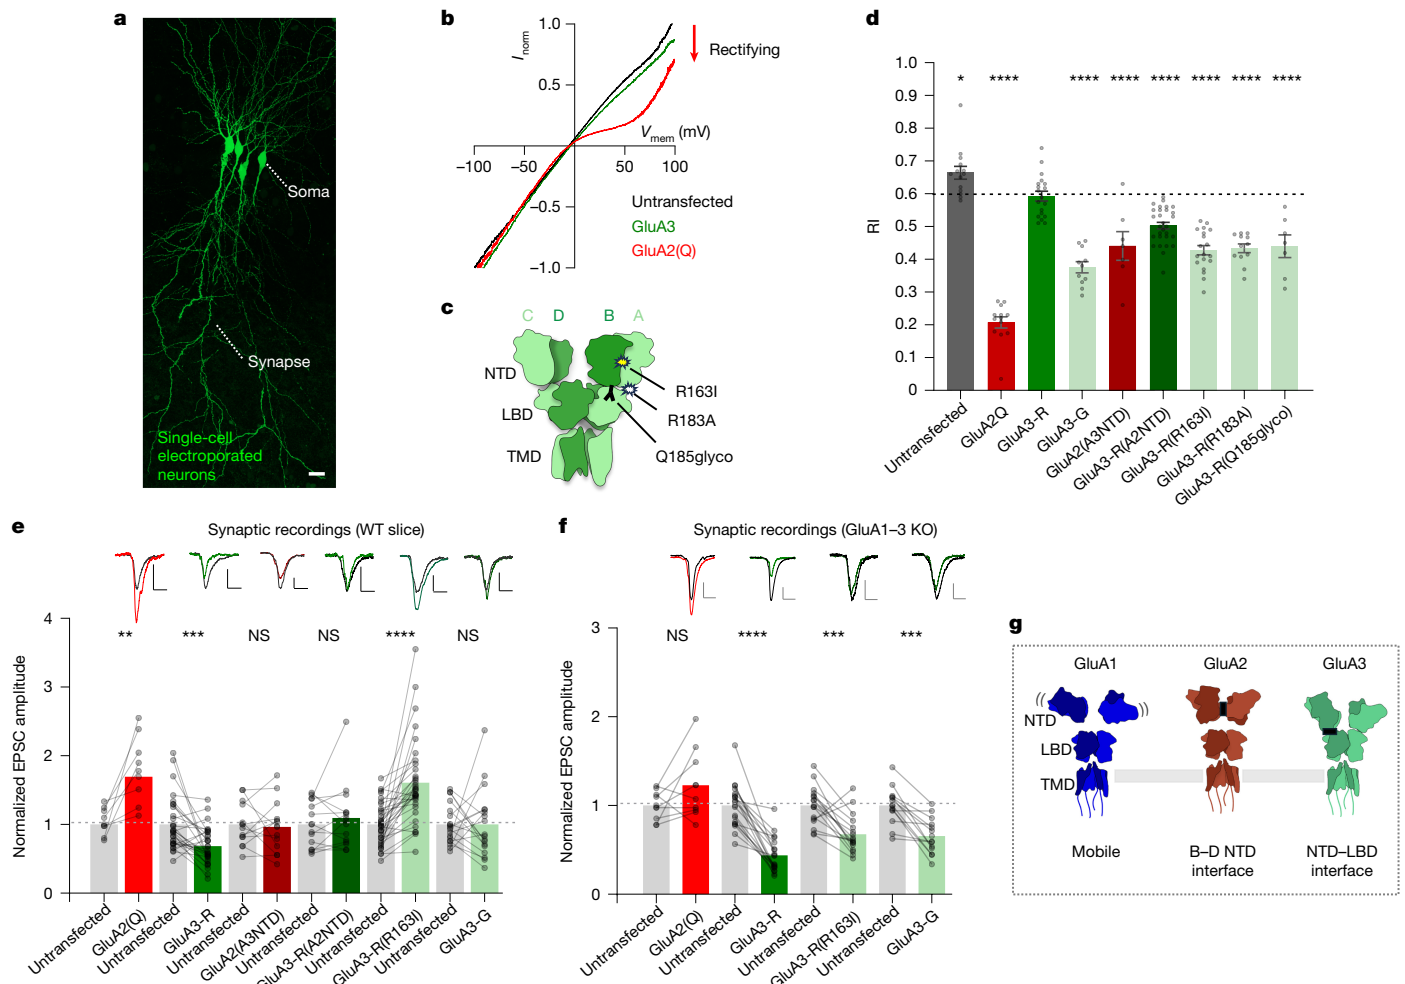 a
Soma
Synapse
Single-cell
electroporated
neurons
b
1.0
0.5
−0.5
−1.0
I norm
Rectifying
V mem (mV)
−100
−50
0
50
100
Untransfected
GluA3
GluA2(Q)
c
C
D
B
A
NTD
LBD
TMD
R163I
R183A
Q185glyco
d
1.0
0.9
0.8
0.7
0.6
0.5
0.4
0.3
0.2
0.1
0
RI
*
****
****
****
****
****
****
****
Untransfected
GluA2Q
GluA3-R
GluA3-G
GluA2(A3NTD)
GluA3-R(A2NTD)
GluA3-R(R163I)
GluA3-R(R183A)
GluA3-R(Q185glyco)
e
Synaptic recordings (WT slice)
Normalized EPSC amplitude
4
3
2
1
0
**
***
NS
NS
****
NS
Untransfected
GluA2(Q)
Untransfected
GluA3-R
Untransfected
GluA2(A3NTD)
Untransfected
GluA3-R(A2NTD)
Untransfected
GluA3-R(R163I)
Untransfected
GluA3-G
f
Synaptic recordings (GluA1–3 KO)
Normalized EPSC amplitude
3
2
1
0
NS
****
***
***
Untransfected
GluA2(Q)
Untransfected
GluA3-R
Untransfected
GluA3-R(R163I)
Untransfected
GluA3-G
g
GluA1
GluA2
GluA3
NTD
LBD
TMD
Mobile
B–D NTD
interface
NTD–LBD
interface